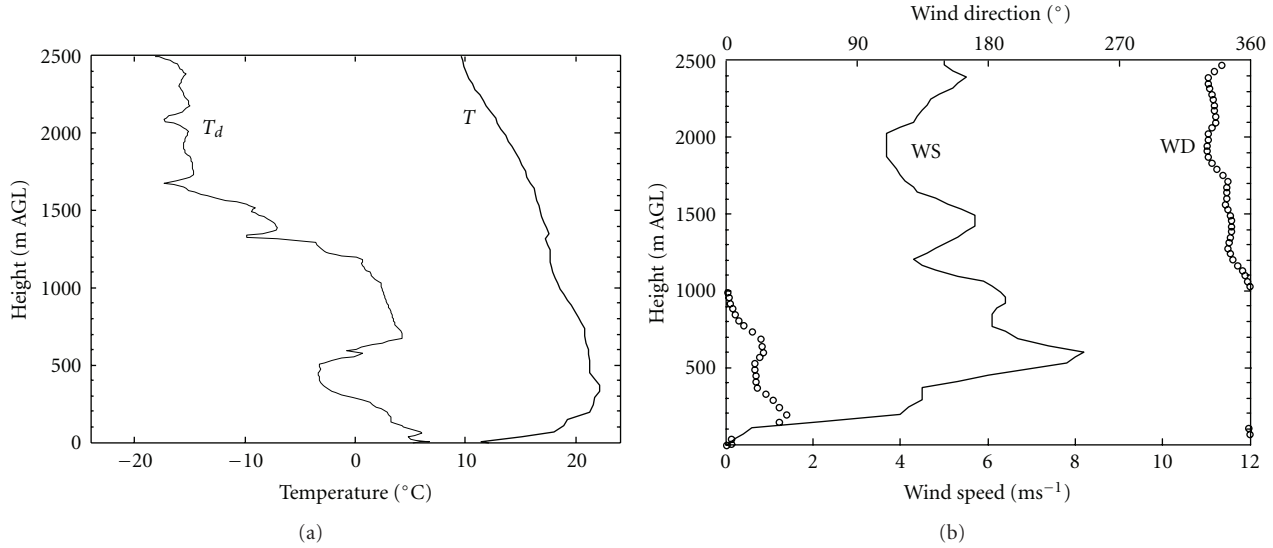 Wind direction (°)
0 90 180 270 360
2500
2000
1500
1000
500
0
Height (m AGL)
T_d
T
−20 −10 0 10 20
Temperature (°C)
(a)
2500
2000
1500
1000
500
Height (m AGL)
WS
WD
0 2 4 6 8 10 12
Wind speed (ms⁻¹)
(b)